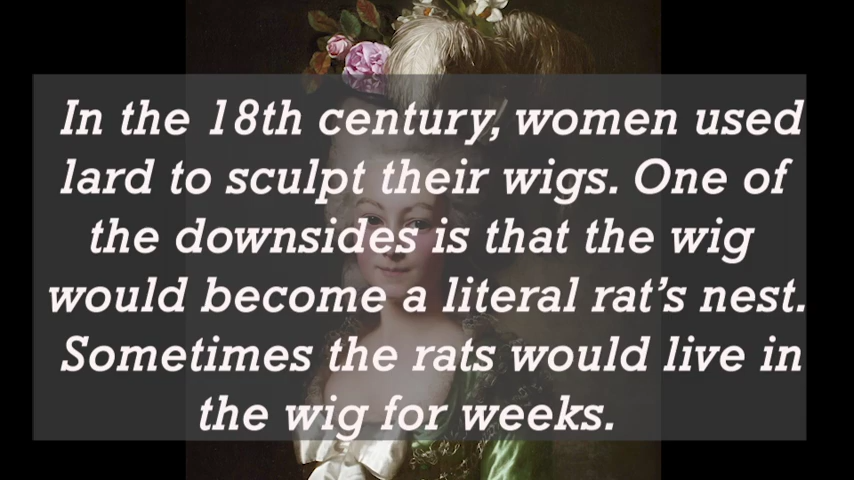 In the 18th century, women used
lard to sculpt their wigs. One of
the downsides is that the wig
would become a literal rat’s nest.
Sometimes the rats would live in
the wig for weeks.